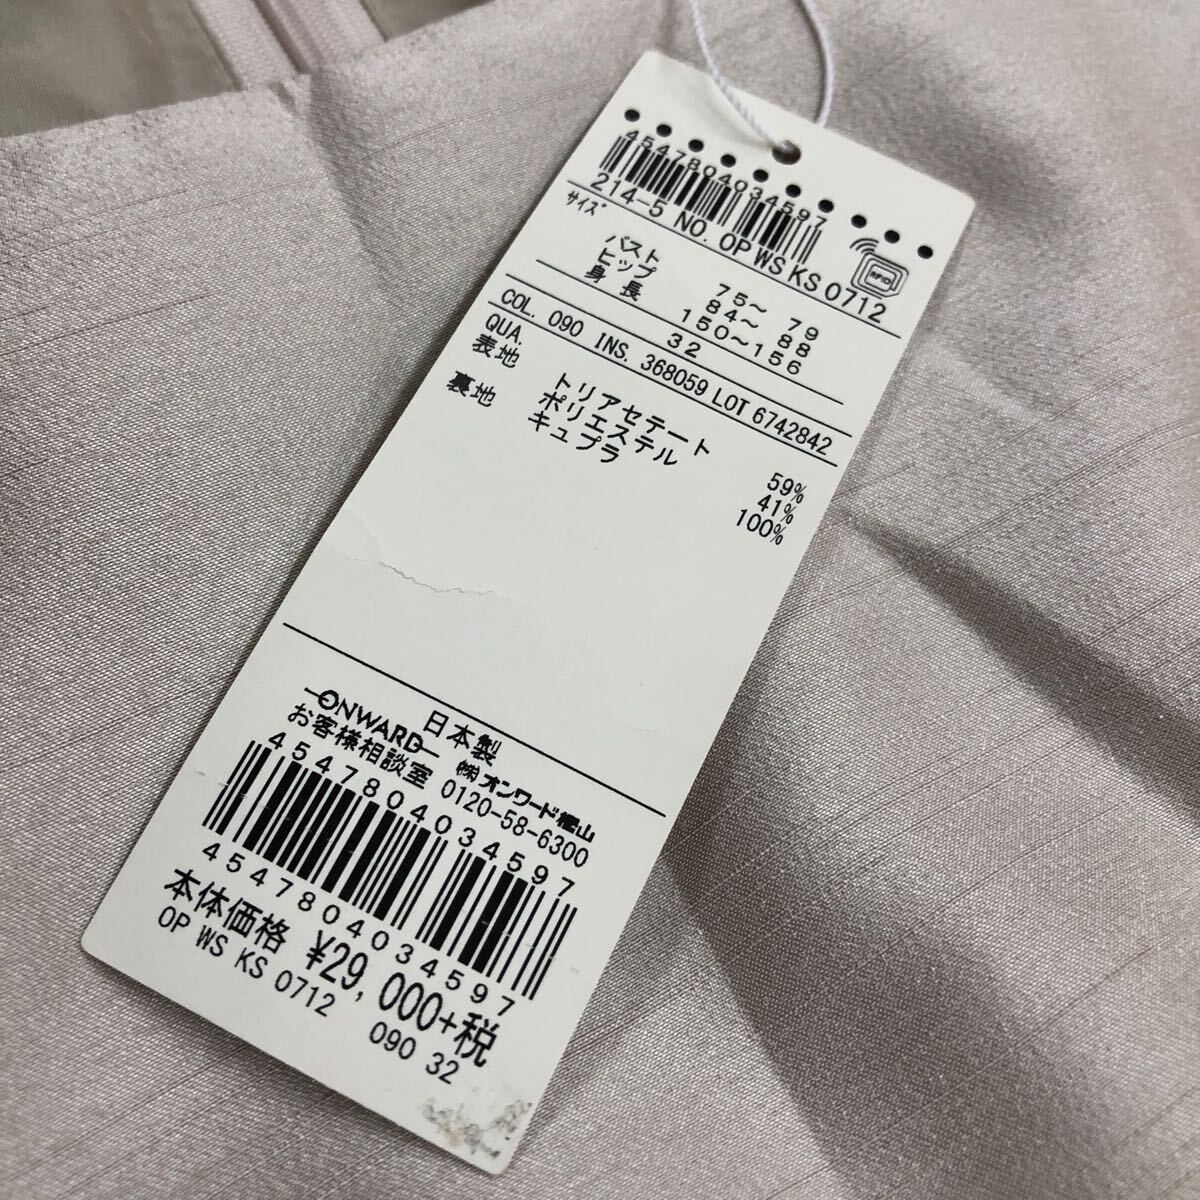 4547804034597
214-5 NO. OP WS KS 0712
RFID
サイズ
バスト 75～ 79
ヒップ 84～ 88
身長 150～156
32
COL. 090 INS. 368059 LOT 6742842
QUA.
表地 トリアセテート 59%
ポリエステル 41%
裏地 キュプラ 100%
日本製
ONWARD ㈱オンワード樫山
お客様相談室 0120-58-6300
4547804034597
4547804034597
本体価格 ¥29,000+税
OP WS KS 0712 090 32